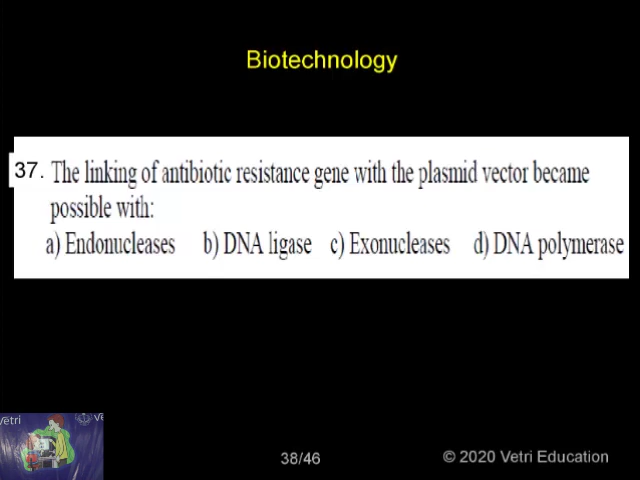 Biotechnology
37. The linking of antibiotic resistance gene with the plasmid vector became
possible with:
a) Endonucleases b) DNA ligase c) Exonucleases d) DNA polymerase
Vetri
38/46
© 2020 Vetri Education